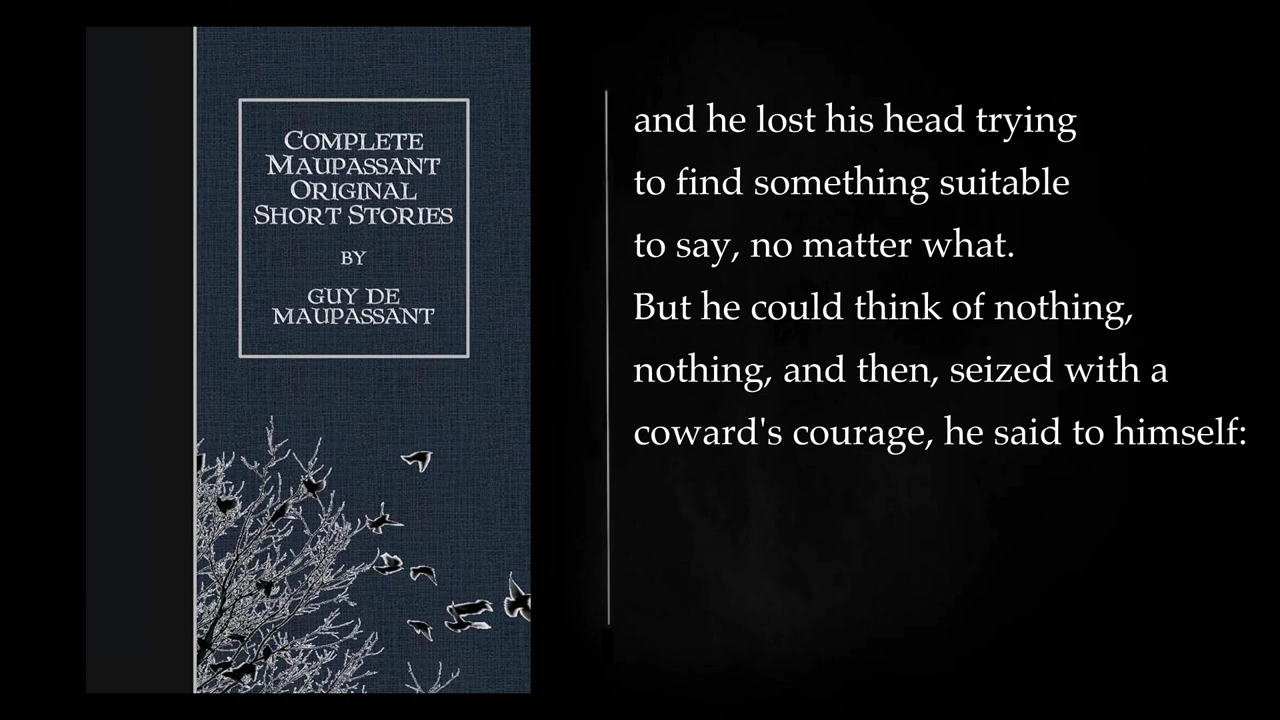 COMPLETE
MAUPASSANT
ORIGINAL
SHORT STORIES
BY
GUY DE
MAUPASSANT
and he lost his head trying
to find something suitable
to say, no matter what.
But he could think of nothing,
nothing, and then, seized with a
coward's courage, he said to himself: